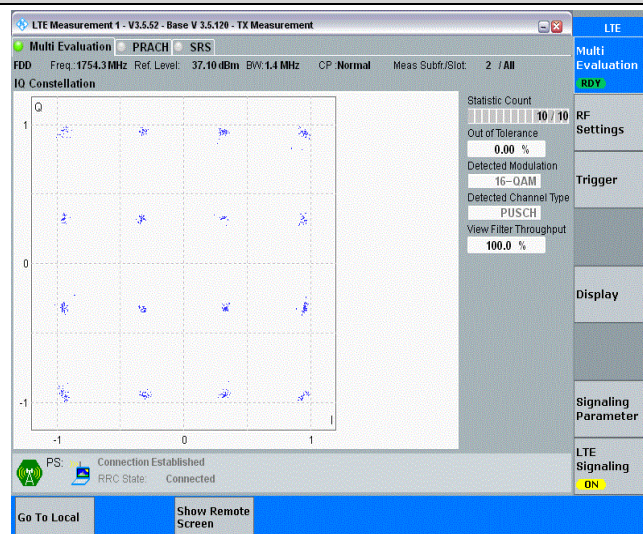 LTE Measurement 1 - V3.5.52 - Base V 3.5.120 - TX Measurement
LTE
Multi Evaluation PRACH SRS
Multi
Evaluation
RDY
FDD Freq.: 1754.3 MHz Ref. Level: 37.10 dBm BW: 1.4 MHz CP :Normal Meas Subfr./Slot: 2 / All
IQ Constellation
Q
1
0
-1
-1 0 1
I
Statistic Count
10 / 10
Out of Tolerance
0.00 %
Detected Modulation
16-QAM
Detected Channel Type
PUSCH
View Filter Throughput
100.0 %
RF
Settings
Trigger
Display
Signaling
Parameter
LTE
Signaling
ON
PS: Connection Established
RRC State: Connected
Go To Local
Show Remote
Screen